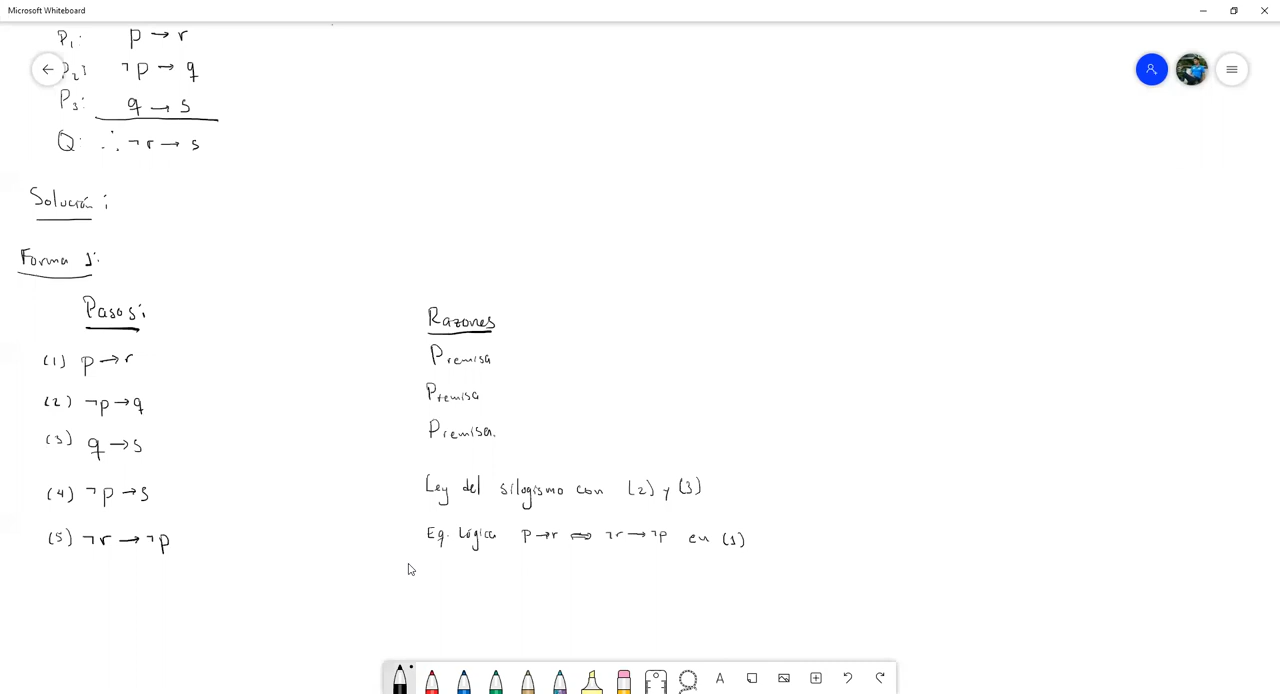 Microsoft Whiteboard
P₁: p → r
P₂: ¬p → q
P₃: q → s
Q: ∴ ¬r → s
Solución:
Forma 1:
Pasos: Razones
(1) p → r Premisa
(2) ¬p → q Premisa
(3) q → s Premisa.
(4) ¬p → s Ley del silogismo con (2) y (3)
(5) ¬r → ¬p Eq. Lógica p → r ⇔ ¬r → ¬p en (1)
A